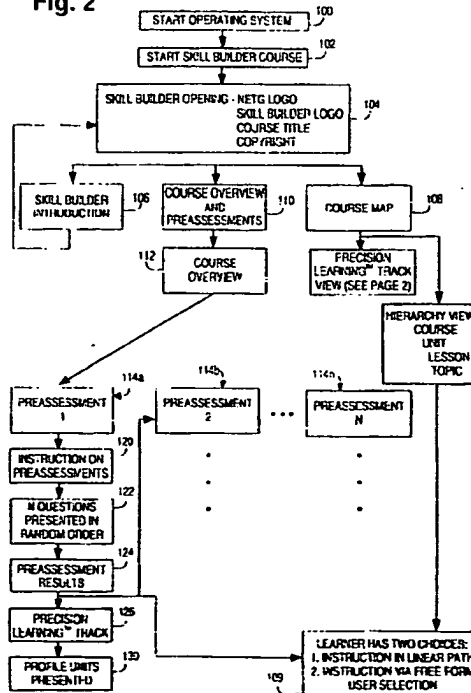 Fig. 2
START OPERATING SYSTEM
100
START SKILL BUILDER COURSE
102
SKILL BUILDER OPENING - NETG LOGO
SKILL BUILDER LOGO
COURSE TITLE
COPYRIGHT
104
SKILL BUILDER
INTRODUCTION
106
COURSE OVERVIEW
AND
PREASSESSMENTS
110
COURSE MAP
108
112
COURSE
OVERVIEW
PRECISION
LEARNING™ TRACK
VIEW (SEE PAGE 2)
HIERARCHY VIEW
COURSE
UNIT
LESSON
TOPIC
PREASSESSMENT
1
114a
PREASSESSMENT
2
114b
...
PREASSESSMENT
N
114n
INSTRUCTION ON
PREASSESSMENTS
120
N QUESTIONS
PRESENTED IN
RANDOM ORDER
122
PREASSESSMENT
RESULTS
124
PRECISION
LEARNING™ TRACK
126
PROFILE UNITS
PRESENTED
130
LEARNER HAS TWO CHOICES:
1. INSTRUCTION IN LINEAR PATH
2. INSTRUCTION VIA FREE FORM
USER SELECTION
109